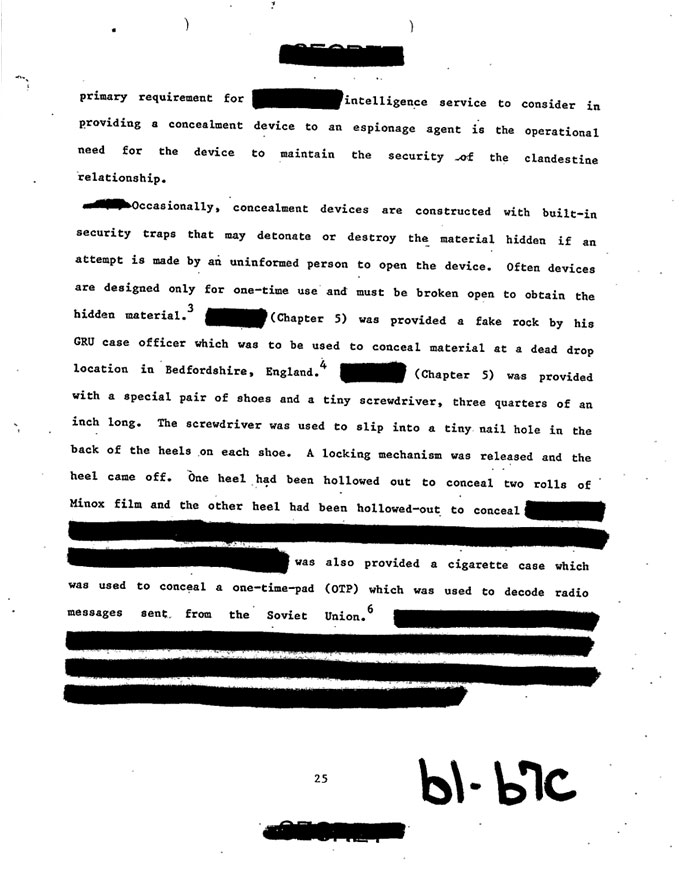 primary requirement for intelligence service to consider in
providing a concealment device to an espionage agent is the operational
need for the device to maintain the security of the clandestine
relationship.
Occasionally, concealment devices are constructed with built-in
security traps that may detonate or destroy the material hidden if an
attempt is made by an uninformed person to open the device. Often devices
are designed only for one-time use and must be broken open to obtain the
hidden material.3 (Chapter 5) was provided a fake rock by his
GRU case officer which was to be used to conceal material at a dead drop
location in Bedfordshire, England.4 (Chapter 5) was provided
with a special pair of shoes and a tiny screwdriver, three quarters of an
inch long. The screwdriver was used to slip into a tiny nail hole in the
back of the heels on each shoe. A locking mechanism was released and the
heel came off. One heel had been hollowed out to conceal two rolls of
Minox film and the other heel had been hollowed-out to conceal
was also provided a cigarette case which
was used to conceal a one-time-pad (OTP) which was used to decode radio
messages sent from the Soviet Union.6
25
b1-b7C